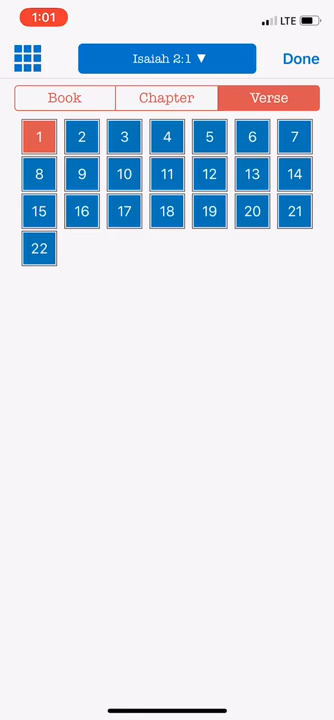 1:01 LTE
Isaiah 2:1 ▼ Done
Book Chapter Verse
1 2 3 4 5 6 7
8 9 10 11 12 13 14
15 16 17 18 19 20 21
22